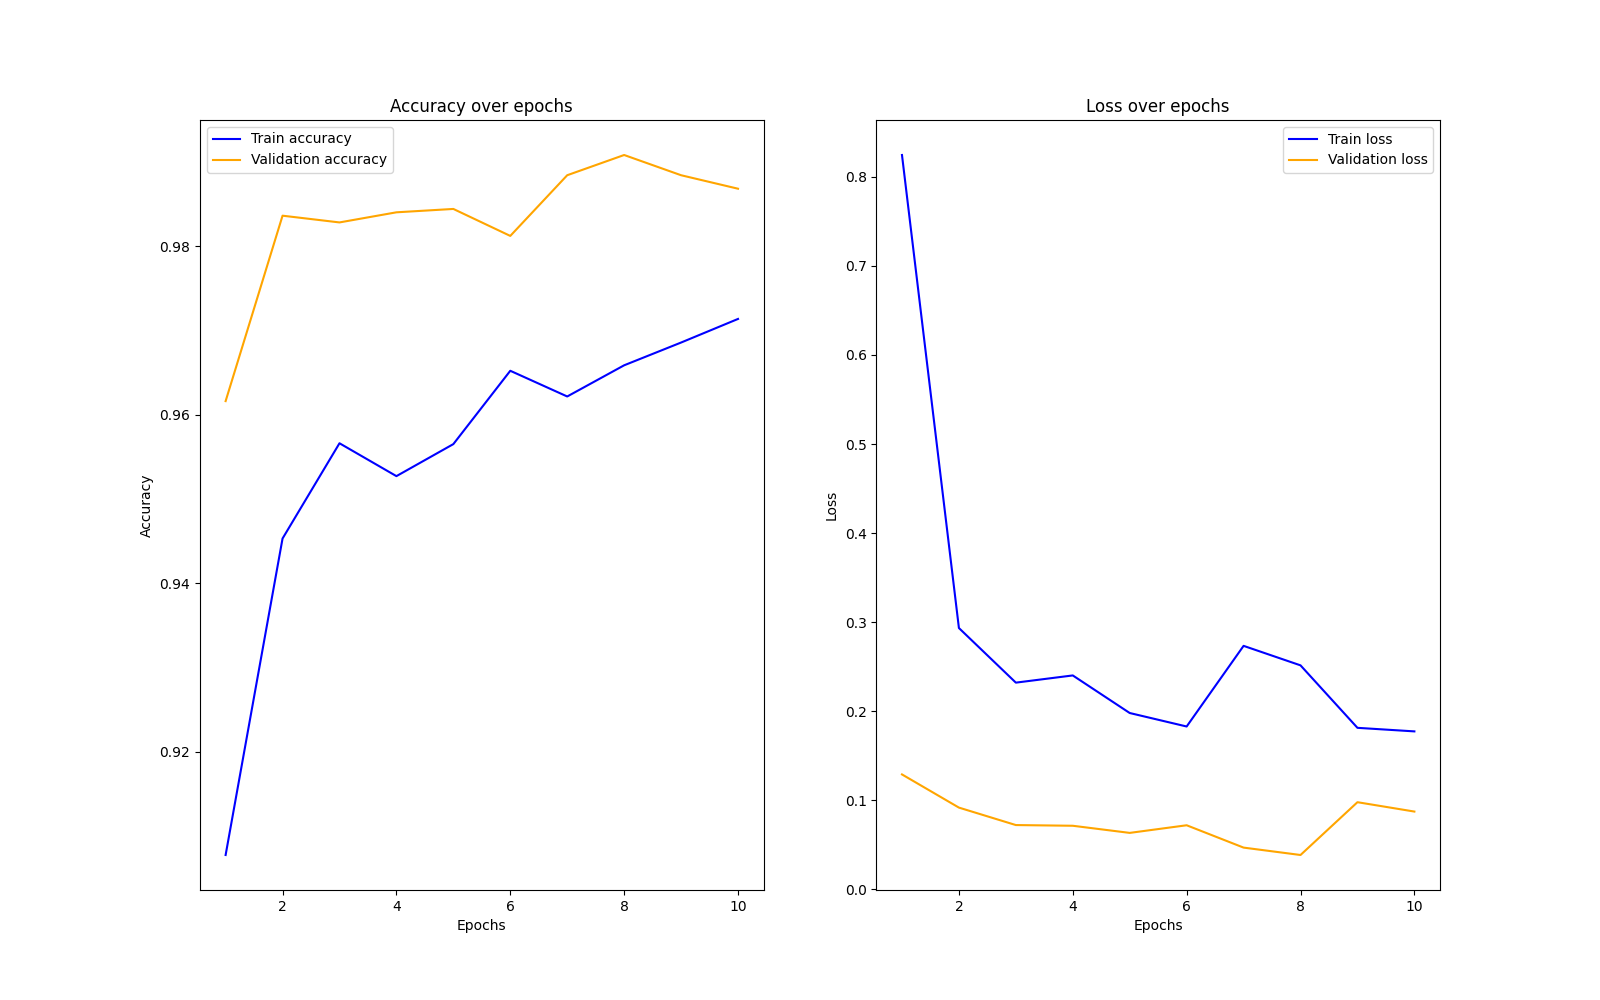 Accuracy over epochs
Train accuracy
Validation accuracy
0.98
0.96
0.94
0.92
Accuracy
2 4 6 8 10
Epochs
Loss over epochs
Train loss
Validation loss
0.8
0.7
0.6
0.5
0.4
0.3
0.2
0.1
0.0
Loss
2 4 6 8 10
Epochs